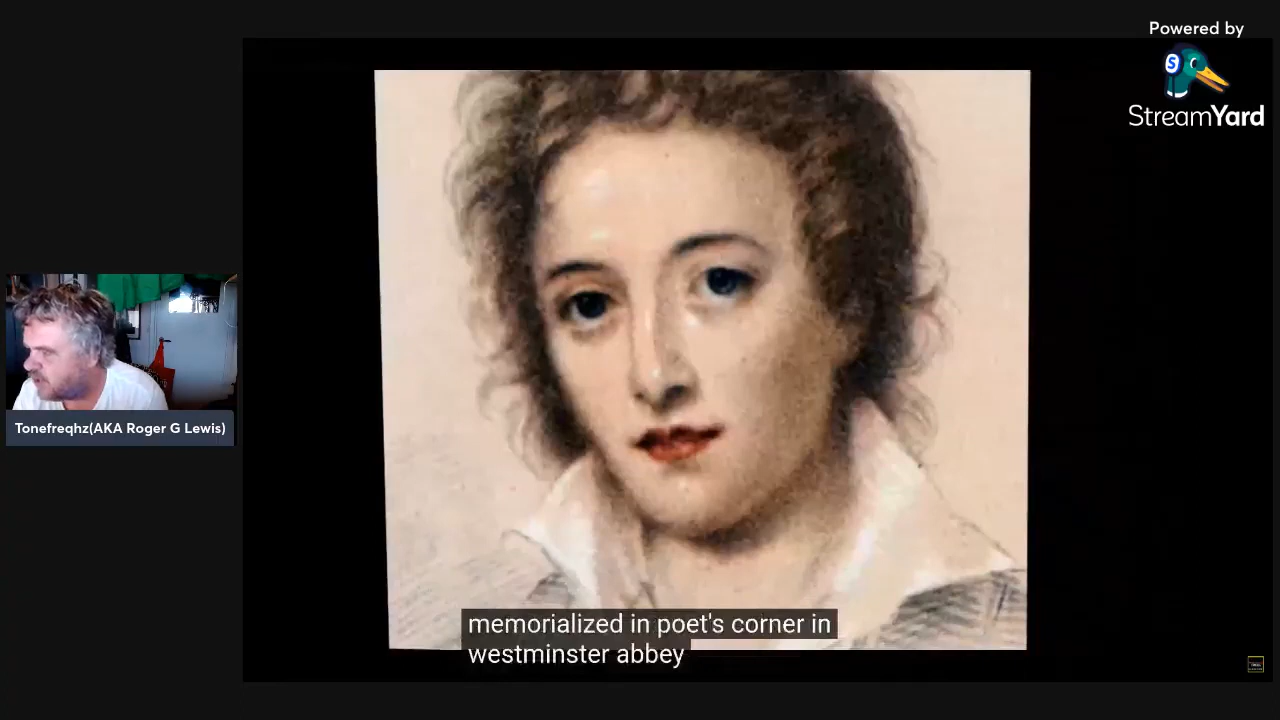 Powered by
StreamYard
Tonefreqhz(AKA Roger G Lewis)
memorialized in poet's corner in
westminster abbey